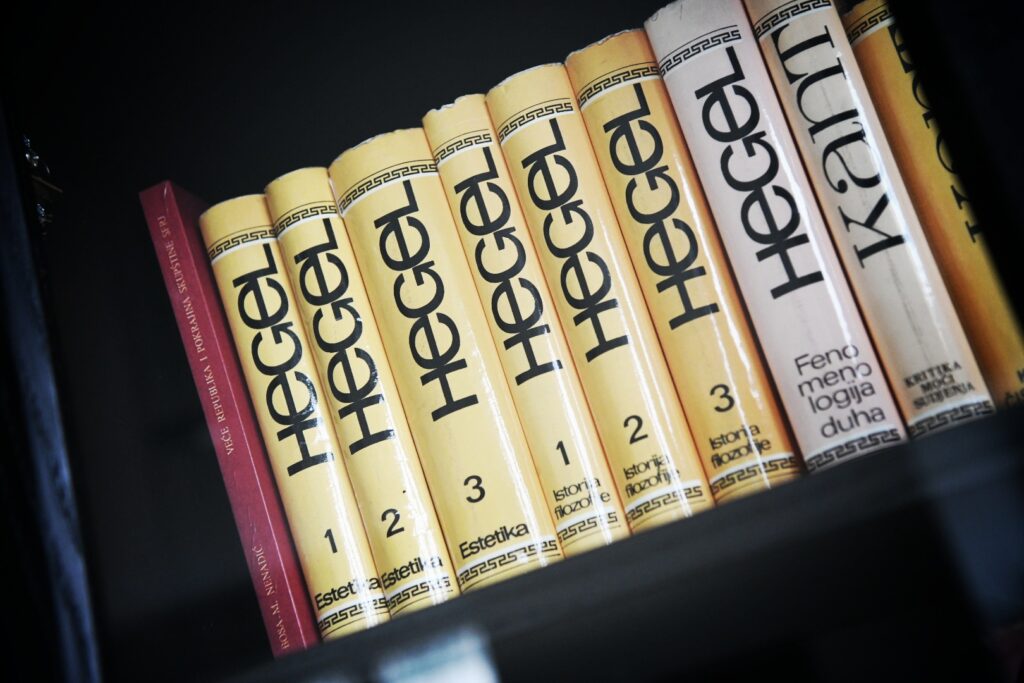 VEĆE REPUBLIKA I POKRAJINA SKUPŠTINE SFRJ
BOSA M. NENADIĆ
HEGEL
1
Estetika
HEGEL
2
Estetika
HEGEL
3
Estetika
HEGEL
1
Istorija
filozofije
HEGEL
2
Istorija
filozofije
HEGEL
3
Istorija
filozofije
HEGEL
Feno
meno
logija
duha
Kant
KRITIKA
MOĆI
SUĐENJA